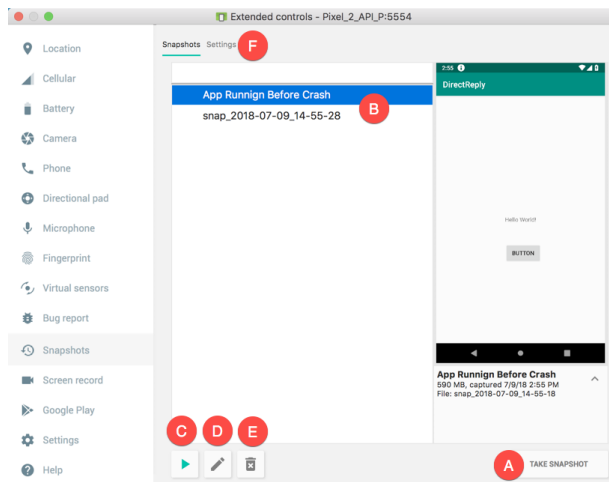 Extended controls - Pixel_2_API_P:5554
Location
Cellular
Battery
Camera
Phone
Directional pad
Microphone
Fingerprint
Virtual sensors
Bug report
Snapshots
Screen record
Google Play
Settings
Help
Snapshots Settings F
App Runnign Before Crash
B
snap_2018-07-09_14-55-28
2:55
DirectReply
Hello World!
BUTTON
App Runnign Before Crash
590 MB, captured 7/9/18 2:55 PM
File: snap_2018-07-09_14-55-18
C D E
A TAKE SNAPSHOT